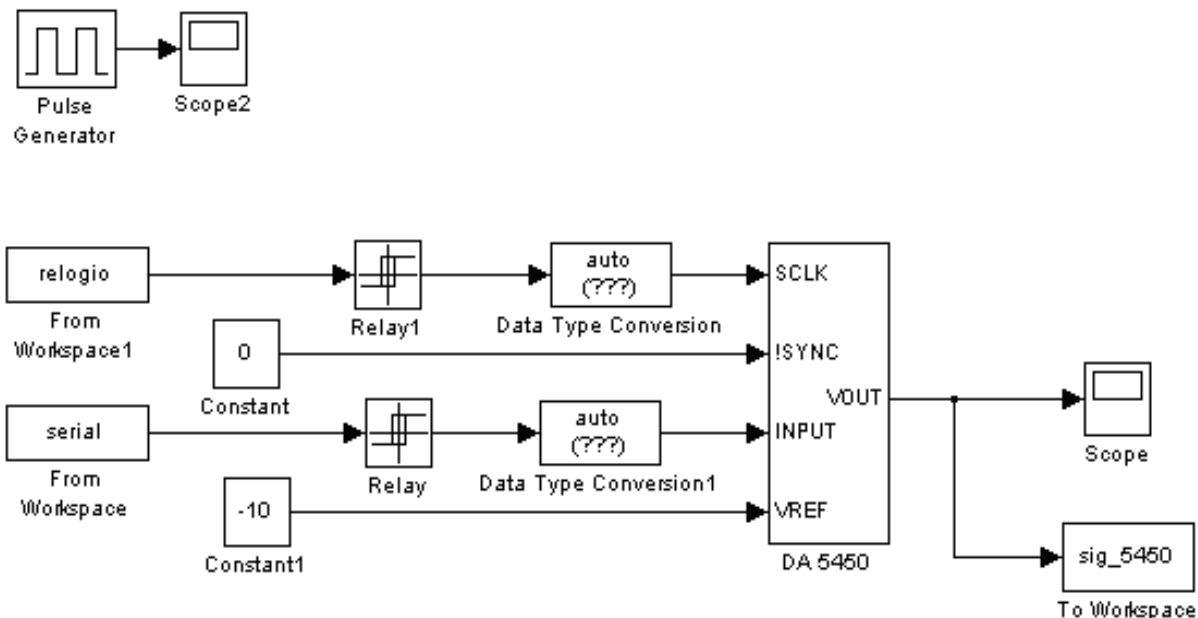 Pulse
Generator
Scope2
relogio
From
Workspace1
Relay1
auto
(???)
Data Type Conversion
SCLK
0
Constant
!SYNC
VOUT
Scope
serial
From
Workspace
Relay
auto
(???)
Data Type Conversion1
INPUT
-10
Constant1
VREF
DA 5450
sig_5450
To Workspace